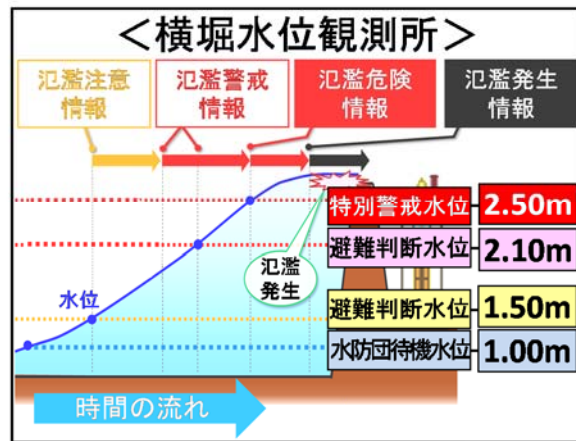 <横堀水位観測所>
氾濫注意
情報
氾濫警戒
情報
氾濫危険
情報
氾濫発生
情報
特別警戒水位 2.50m
避難判断水位 2.10m
氾濫
発生
水位
避難判断水位 1.50m
水防団待機水位 1.00m
時間の流れ